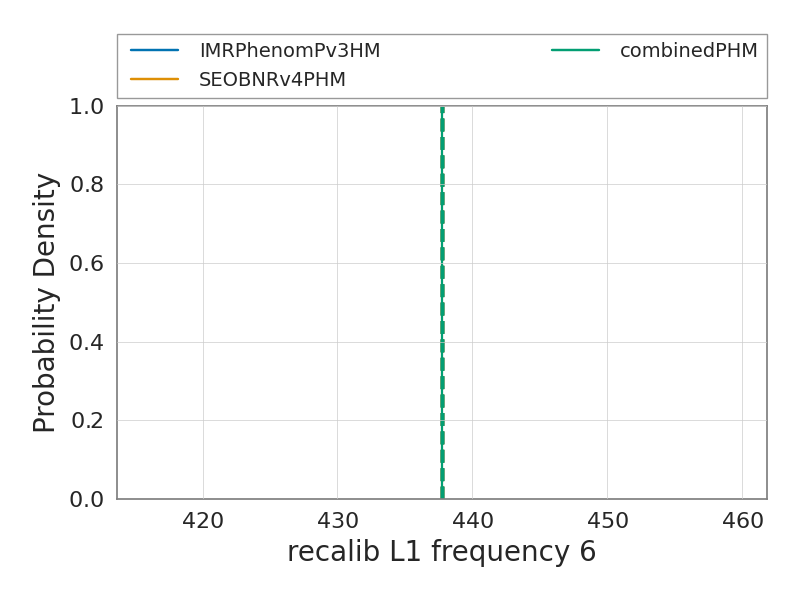 IMRPhenomPv3HM
SEOBNRv4PHM
combinedPHM
1.0
0.8
0.6
0.4
0.2
0.0
Probability Density
420 430 440 450 460
recalib L1 frequency 6